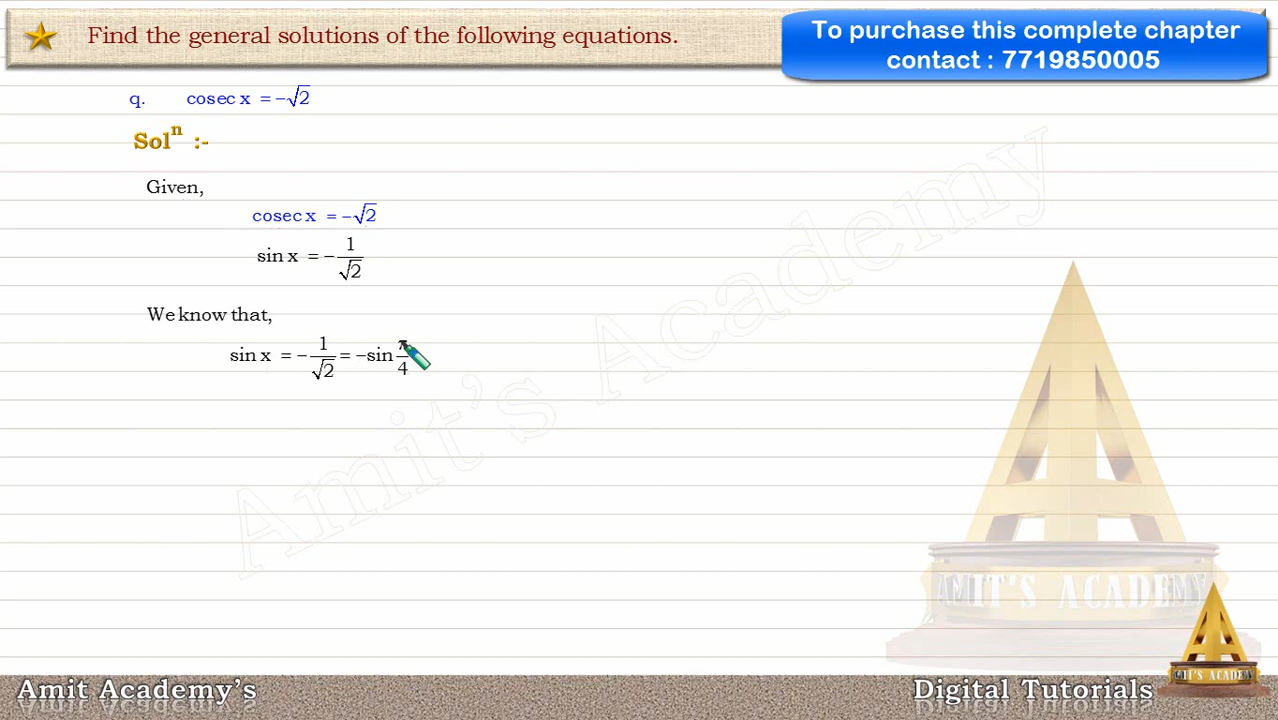 Find the general solutions of the following equations.
To purchase this complete chapter
contact : 7719850005
q. cosec x = −√2
Solⁿ :-
Given,
cosec x = −√2
sin x = − 1/√2
We know that,
sin x = − 1/√2 = −sin π/4
Amit's Academy
AMIT'S ACADEMY
AMIT'S ACADEMY
Amit Academy's
Digital Tutorials